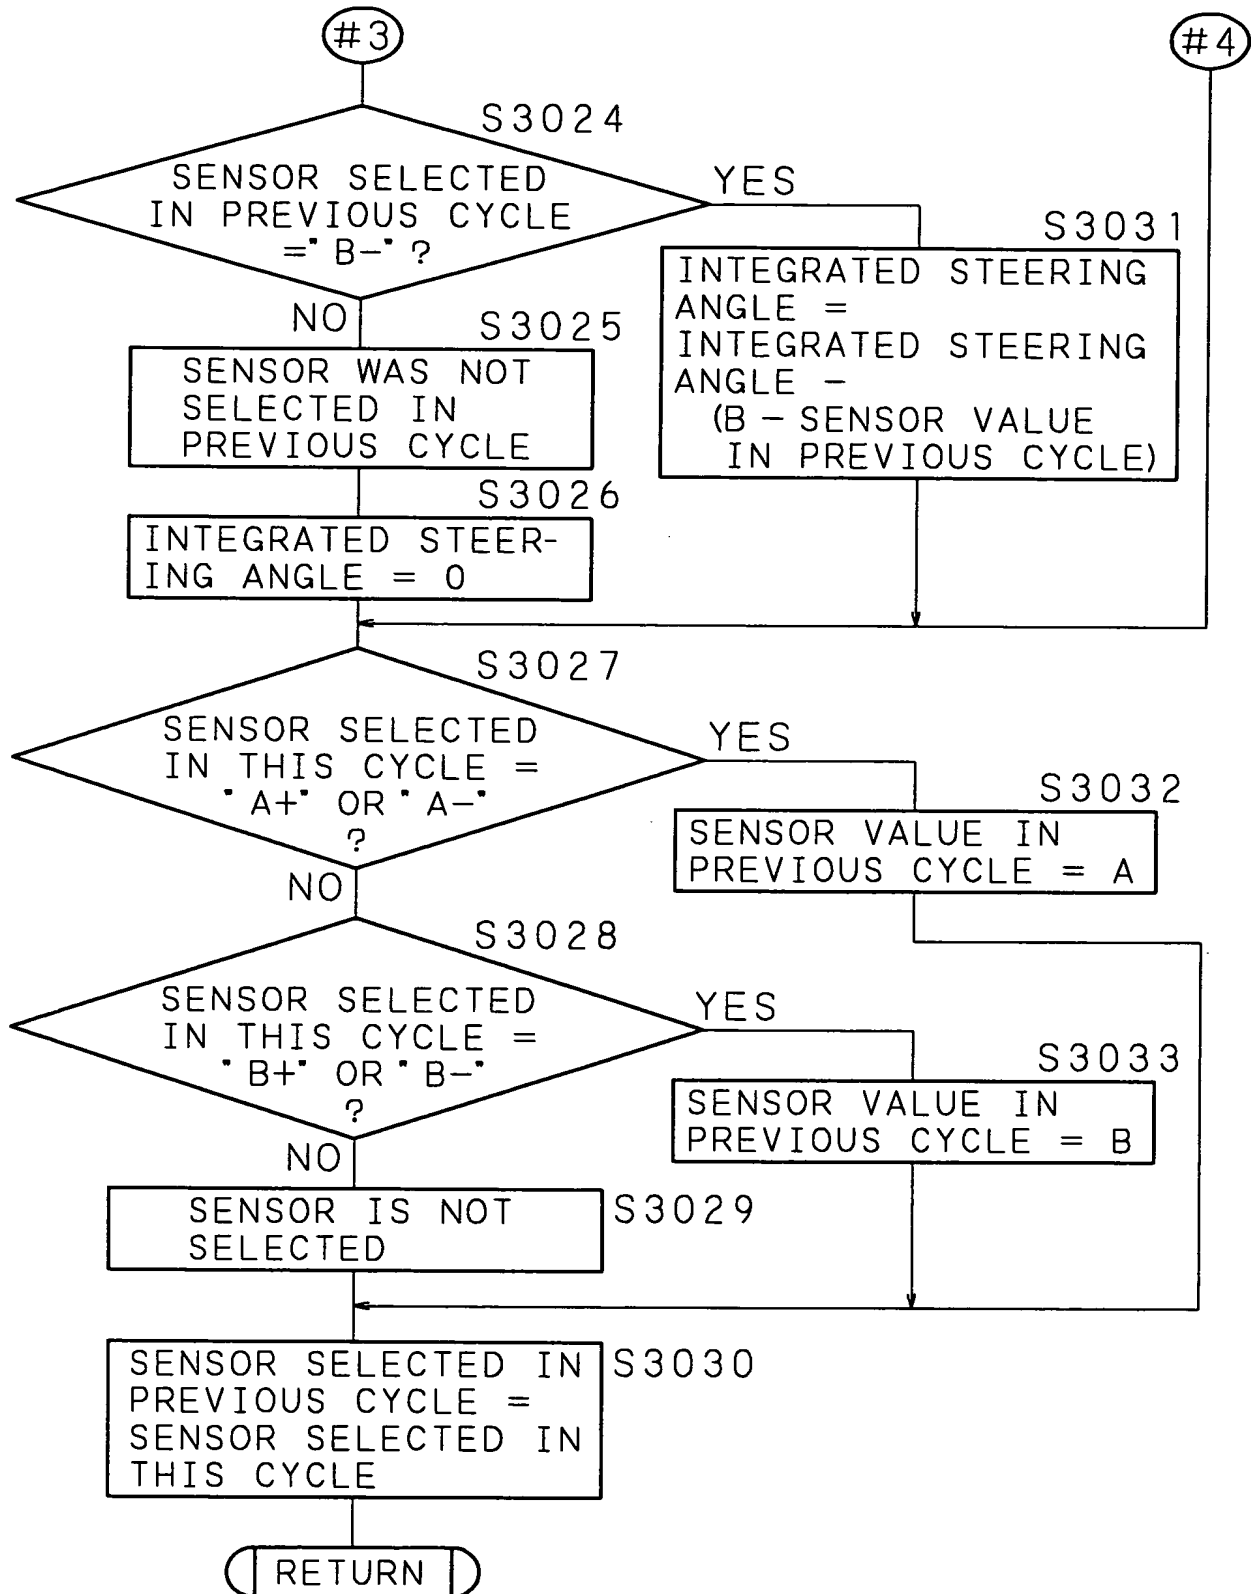 #3
#4
S3024
SENSOR SELECTED
IN PREVIOUS CYCLE
="B−"?
YES
NO
S3031
INTEGRATED STEERING
ANGLE =
INTEGRATED STEERING
ANGLE −
(B − SENSOR VALUE
IN PREVIOUS CYCLE)
S3025
SENSOR WAS NOT
SELECTED IN
PREVIOUS CYCLE
S3026
INTEGRATED STEER-
ING ANGLE = 0
S3027
SENSOR SELECTED
IN THIS CYCLE =
"A+" OR "A−"
?
YES
NO
S3032
SENSOR VALUE IN
PREVIOUS CYCLE = A
S3028
SENSOR SELECTED
IN THIS CYCLE =
"B+" OR "B−"
?
YES
NO
S3033
SENSOR VALUE IN
PREVIOUS CYCLE = B
SENSOR IS NOT
SELECTED
S3029
SENSOR SELECTED IN
PREVIOUS CYCLE =
SENSOR SELECTED IN
THIS CYCLE
S3030
RETURN